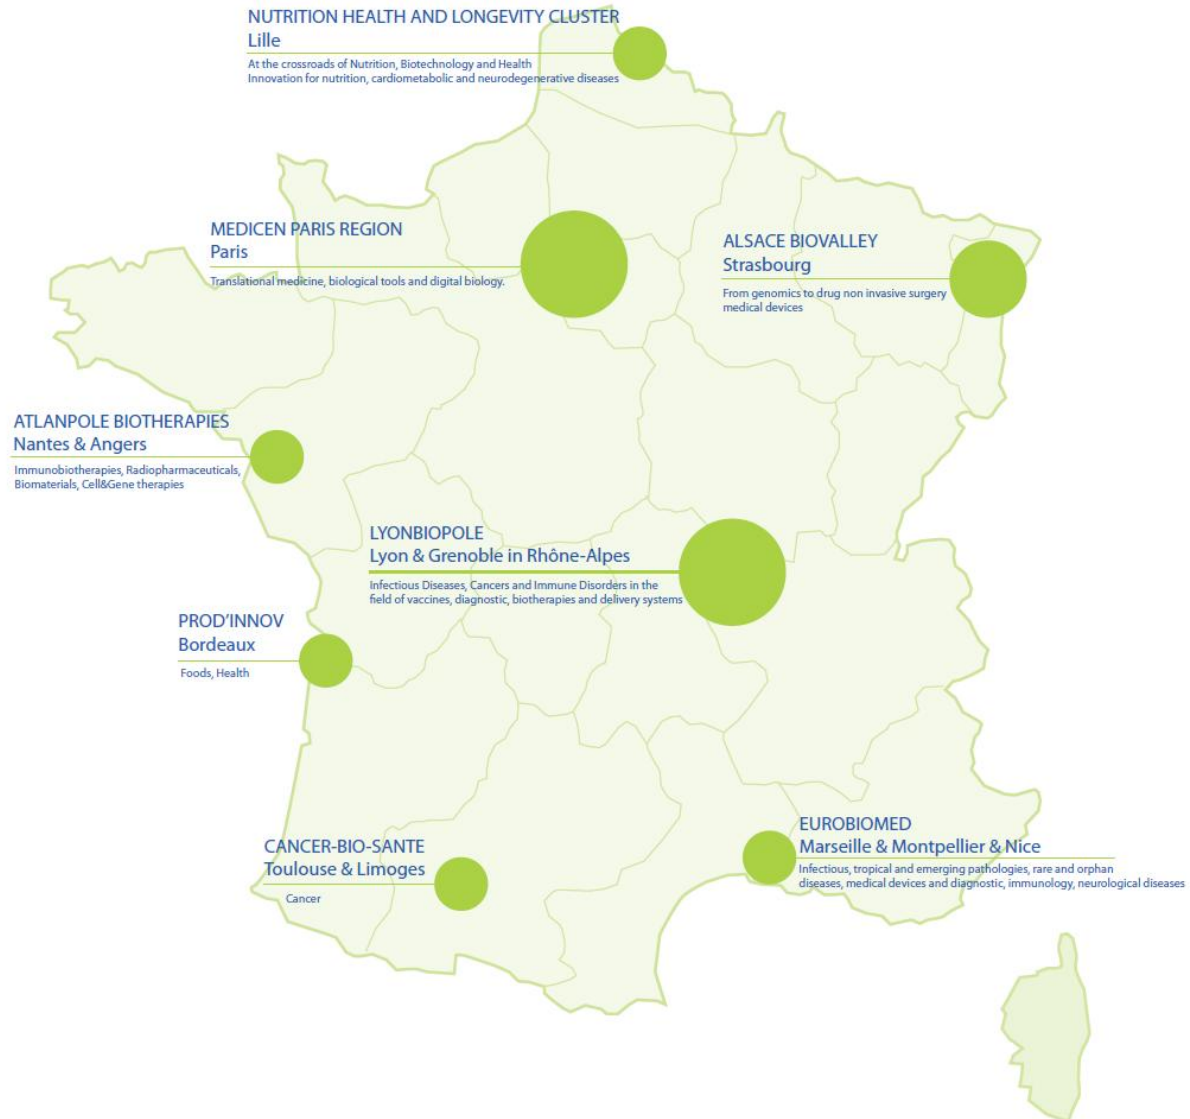 NUTRITION HEALTH AND LONGEVITY CLUSTER
Lille
At the crossroads of Nutrition, Biotechnology and Health
Innovation for nutrition, cardiometabolic and neurodegenerative diseases
MEDICEN PARIS REGION
Paris
Translational medicine, biological tools and digital biology.
ALSACE BIOVALLEY
Strasbourg
From genomics to drug non invasive surgery
medical devices
ATLANPOLE BIOTHERAPIES
Nantes & Angers
Immunobiotherapies, Radiopharmaceuticals,
Biomaterials, Cell&Gene therapies
LYONBIOPOLE
Lyon & Grenoble in Rhône-Alpes
Infectious Diseases, Cancers and Immune Disorders in the
field of vaccines, diagnostic, biotherapies and delivery systems
PROD'INNOV
Bordeaux
Foods, Health
CANCER-BIO-SANTE
Toulouse & Limoges
Cancer
EUROBIOMED
Marseille & Montpellier & Nice
Infectious, tropical and emerging pathologies, rare and orphan
diseases, medical devices and diagnostic, immunology, neurological diseases